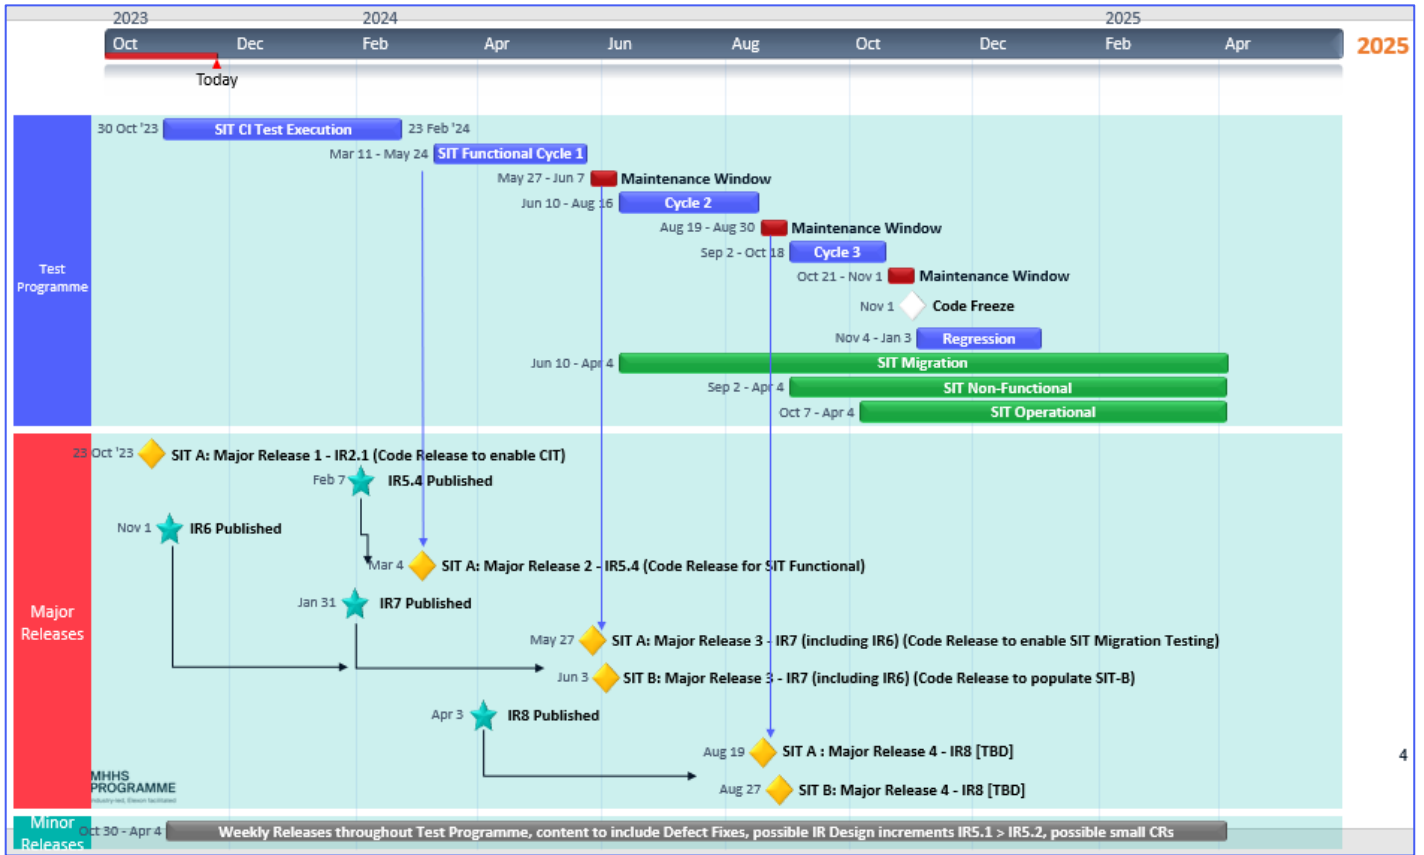 2023 2024 2025
Oct Dec Feb Apr Jun Aug Oct Dec Feb Apr 2025
Today
30 Oct '23 SIT CI Test Execution 23 Feb '24
Mar 11 - May 24 SIT Functional Cycle 1
May 27 - Jun 7 Maintenance Window
Jun 10 - Aug 16 Cycle 2
Aug 19 - Aug 30 Maintenance Window
Sep 2 - Oct 18 Cycle 3
Test
Programme
Oct 21 - Nov 1 Maintenance Window
Nov 1 Code Freeze
Nov 4 - Jan 3 Regression
Jun 10 - Apr 4 SIT Migration
Sep 2 - Apr 4 SIT Non-Functional
Oct 7 - Apr 4 SIT Operational
23 Oct '23 SIT A: Major Release 1 - IR2.1 (Code Release to enable CIT)
Feb 7 IR5.4 Published
Nov 1 IR6 Published
Mar 4 SIT A: Major Release 2 - IR5.4 (Code Release for SIT Functional)
Jan 31 IR7 Published
Major
Releases
May 27 SIT A: Major Release 3 - IR7 (including IR6) (Code Release to enable SIT Migration Testing)
Jun 3 SIT B: Major Release 3 - IR7 (including IR6) (Code Release to populate SIT-B)
Apr 3 IR8 Published
Aug 19 SIT A : Major Release 4 - IR8 [TBD]
4
Aug 27 SIT B: Major Release 4 - IR8 [TBD]
MHHS
PROGRAMME
Industry-led, Elexon facilitated
Minor
Releases
Oct 30 - Apr 4 Weekly Releases throughout Test Programme, content to include Defect Fixes, possible IR Design increments IR5.1 > IR5.2, possible small CRs